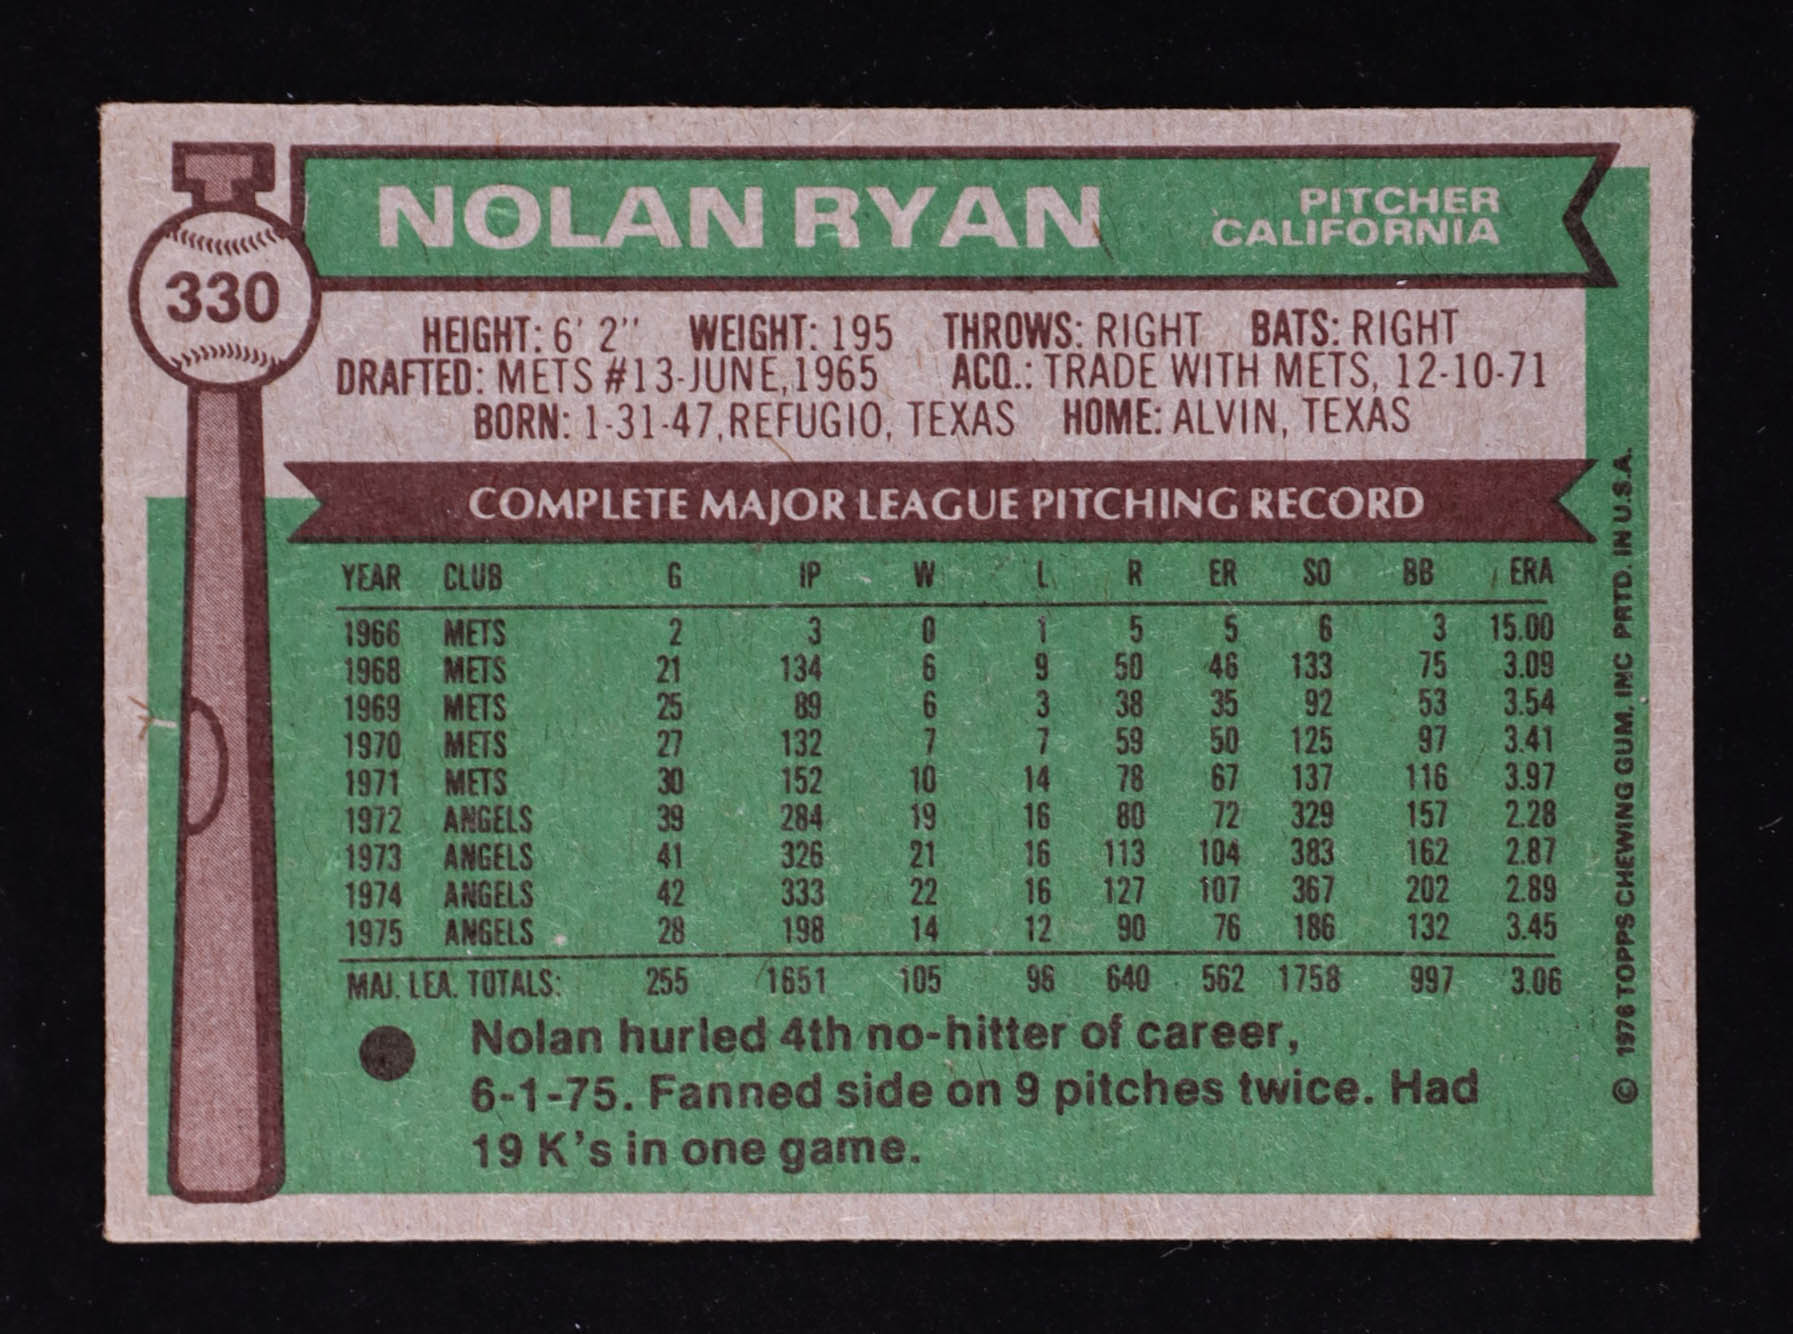 NOLAN RYAN
PITCHER
CALIFORNIA
330
HEIGHT: 6' 2" WEIGHT: 195 THROWS: RIGHT BATS: RIGHT
DRAFTED: METS #13-JUNE, 1965 ACQ.: TRADE WITH METS, 12-10-71
BORN: 1-31-47, REFUGIO, TEXAS HOME: ALVIN, TEXAS
COMPLETE MAJOR LEAGUE PITCHING RECORD
YEAR CLUB G IP W L R ER SO BB ERA
1966 METS 2 3 0 1 5 5 6 3 15.00
1968 METS 21 134 6 9 50 46 133 75 3.09
1969 METS 25 89 6 3 38 35 92 53 3.54
1970 METS 27 132 7 7 59 50 125 97 3.41
1971 METS 30 152 10 14 78 67 137 116 3.97
1972 ANGELS 39 284 19 16 80 72 329 157 2.28
1973 ANGELS 41 326 21 16 113 104 383 162 2.87
1974 ANGELS 42 333 22 16 127 107 367 202 2.89
1975 ANGELS 28 198 14 12 90 76 186 132 3.45
MAJ. LEA. TOTALS: 255 1651 105 96 640 562 1758 997 3.06
Nolan hurled 4th no-hitter of career,
6-1-75. Fanned side on 9 pitches twice. Had
19 K's in one game.
© 1976 TOPPS CHEWING GUM, INC PRTD. IN U.S.A.